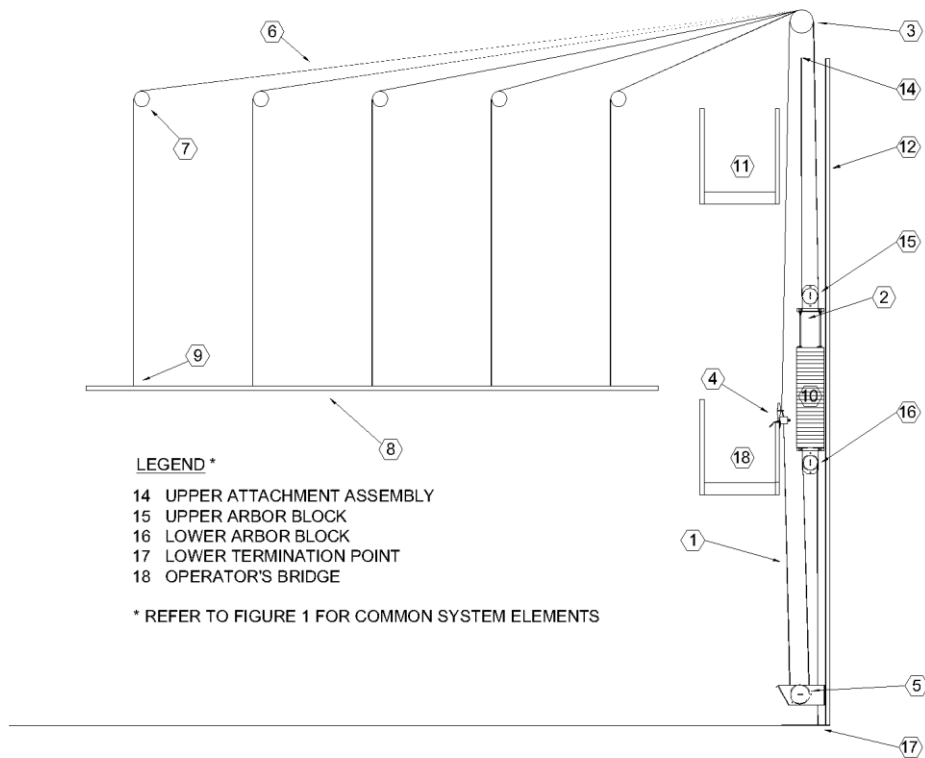 6
3
14
7
11
12
15
2
9
4
10
8
16
18
LEGEND *
14 UPPER ATTACHMENT ASSEMBLY
15 UPPER ARBOR BLOCK
16 LOWER ARBOR BLOCK
17 LOWER TERMINATION POINT
18 OPERATOR'S BRIDGE
1
* REFER TO FIGURE 1 FOR COMMON SYSTEM ELEMENTS
5
17